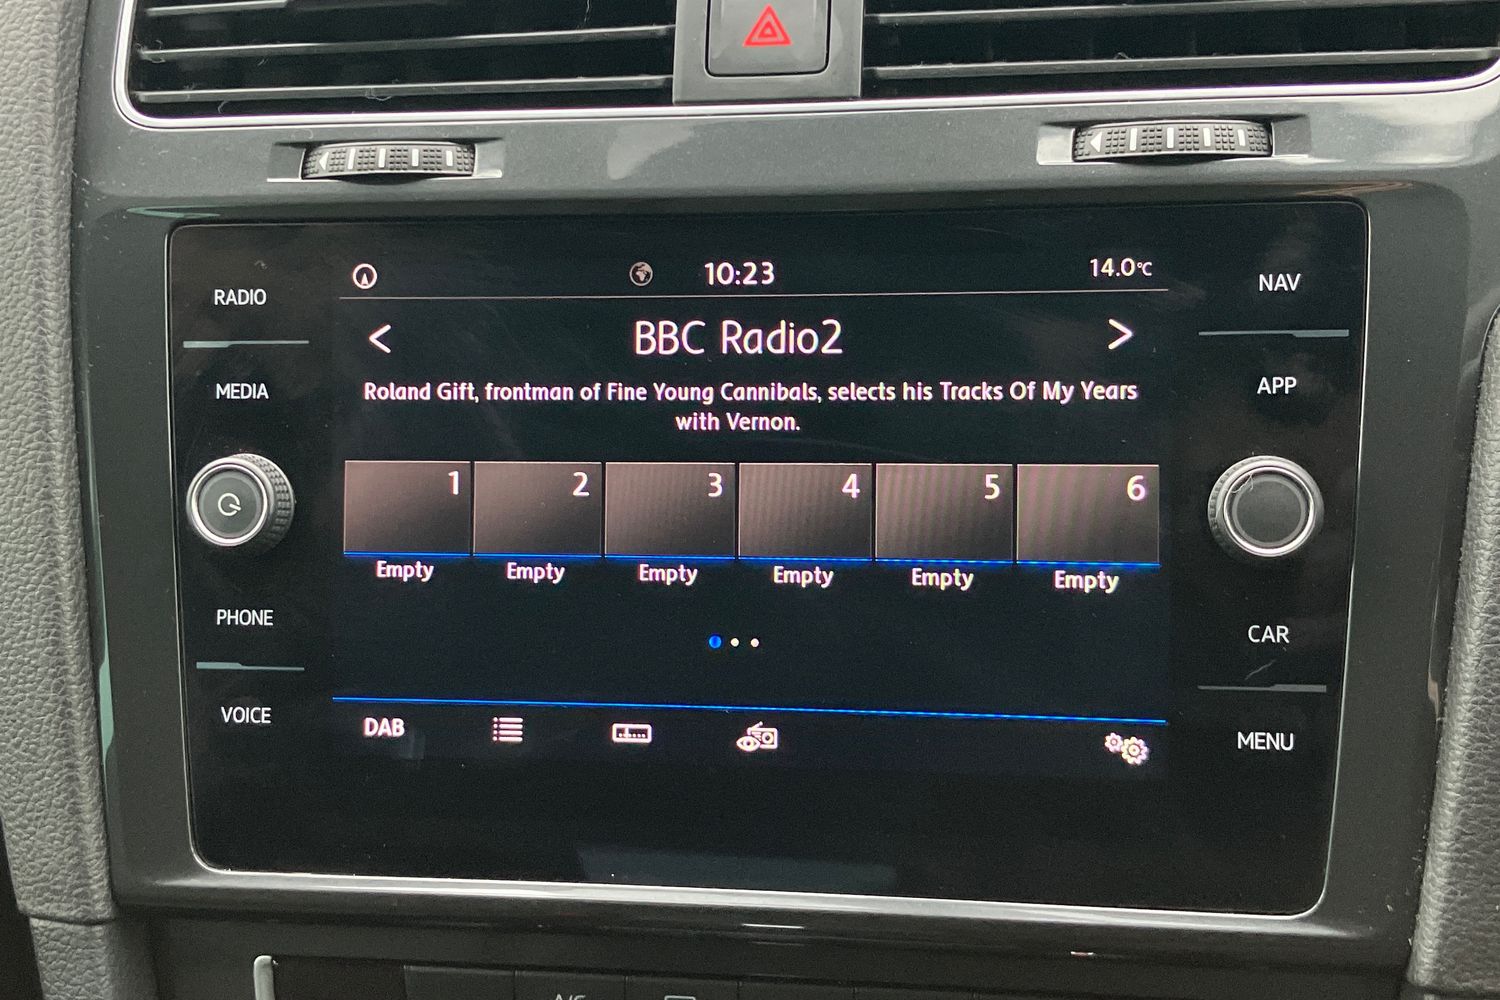 10:23
14.0°C
RADIO
NAV
< BBC Radio2 >
MEDIA
APP
Roland Gift, frontman of Fine Young Cannibals, selects his Tracks Of My Years
with Vernon.
1 2 3 4 5 6
Empty Empty Empty Empty Empty Empty
PHONE
CAR
VOICE
DAB
MENU